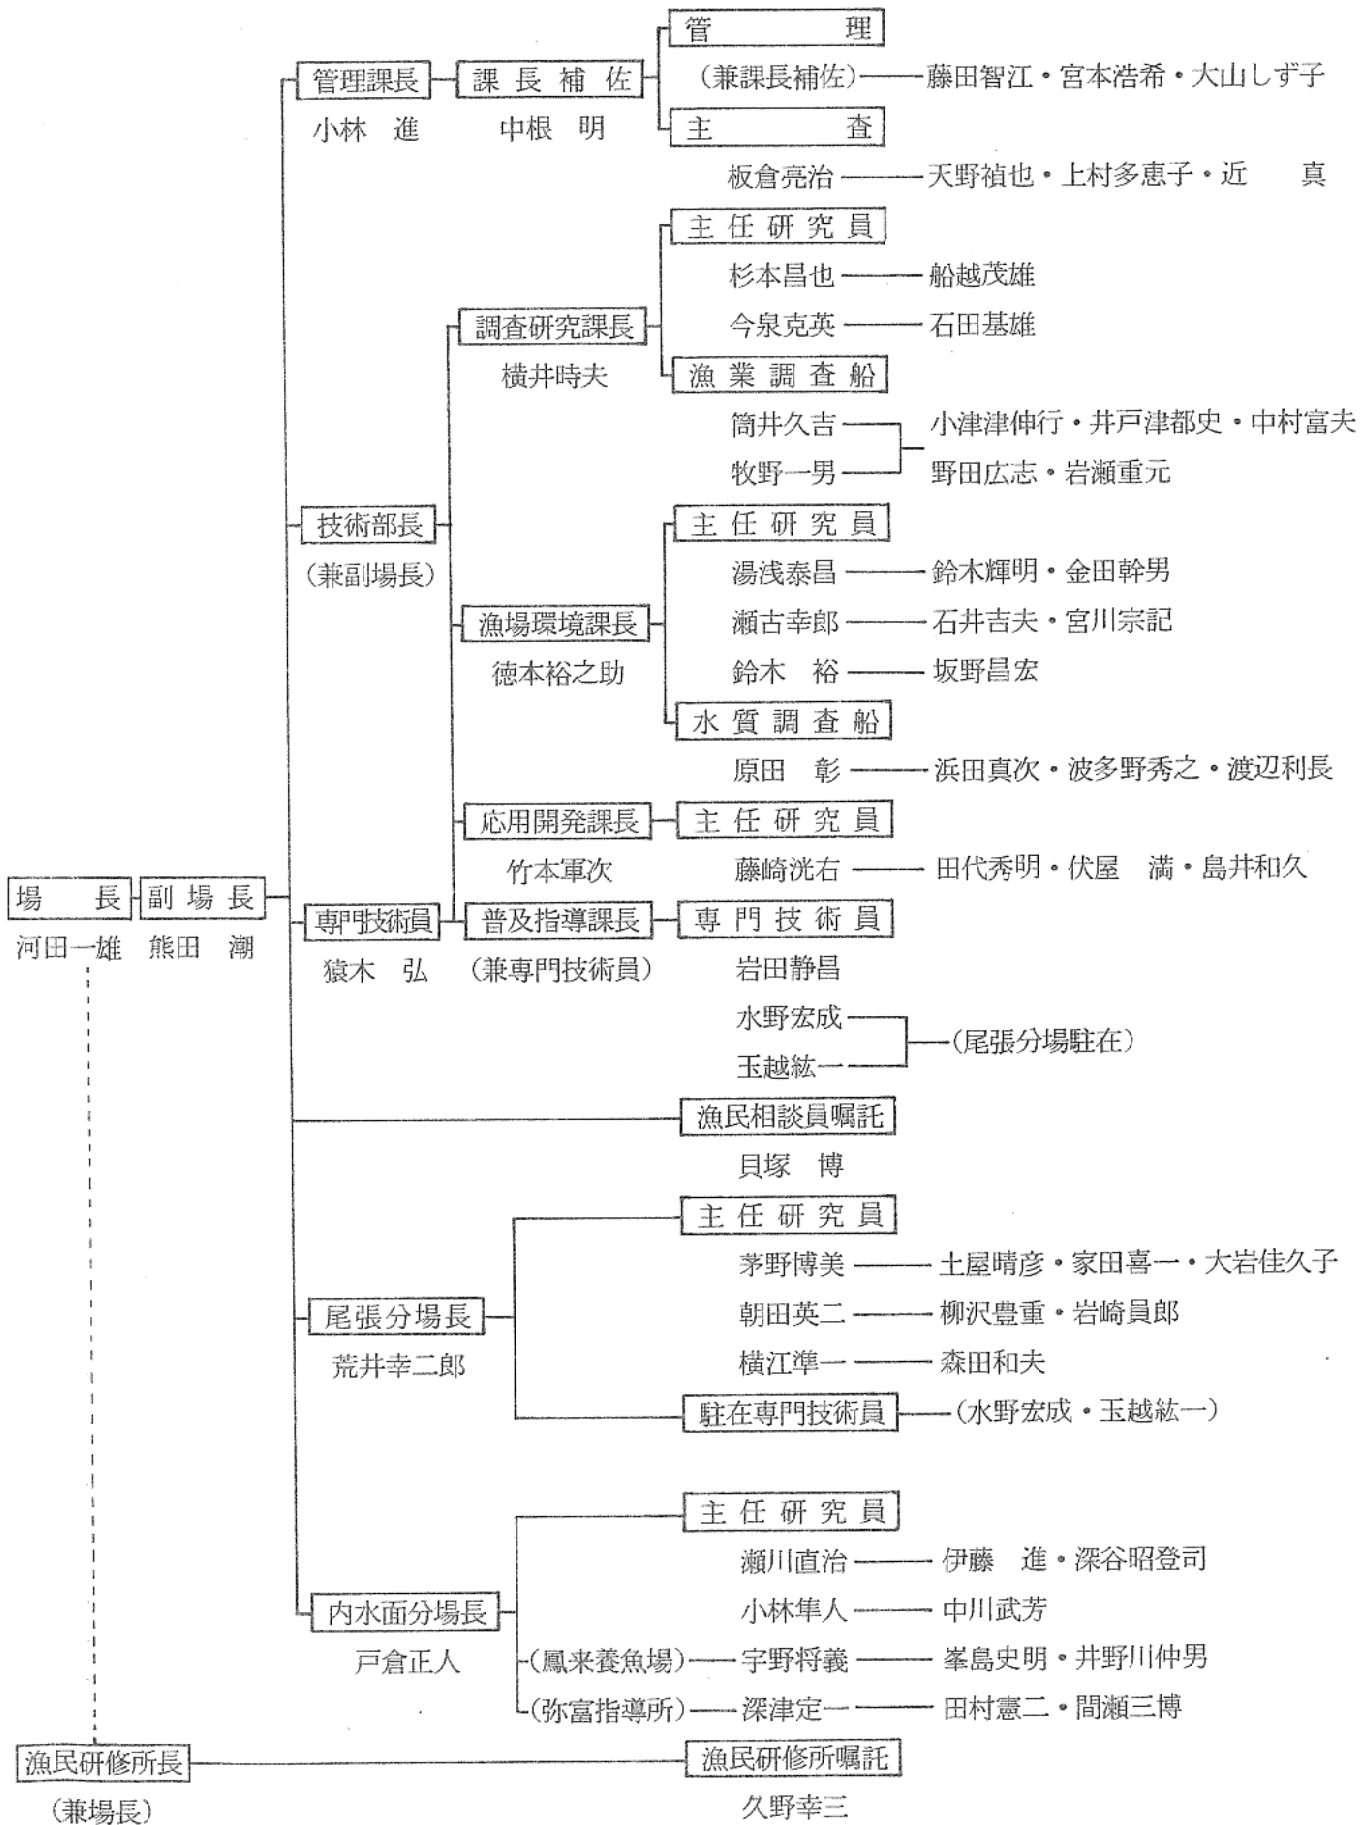 管理
管理課長 課長補佐 (兼課長補佐) 藤田智江・宮本浩希・大山しず子
小林 進 中根 明 主査
板倉亮治 天野禎也・上村多恵子・近 真
主任研究員
杉本昌也 船越茂雄
調査研究課長 今泉克英 石田基雄
横井時夫 漁業調査船
筒井久吉 小津津伸行・井戸津都史・中村富夫
牧野一男 野田広志・岩瀬重元
技術部長 主任研究員
(兼副場長) 湯浅泰昌 鈴木輝明・金田幹男
漁場環境課長 瀬古幸郎 石井吉夫・宮川宗記
徳本裕之助 鈴木 裕 坂野昌宏
水質調査船
原田 彰 浜田真次・波多野秀之・渡辺利長
応用開発課長 主任研究員
竹本軍次 藤崎洸右 田代秀明・伏屋 満・島井和久
場長 副場長 専門技術員 普及指導課長 専門技術員
河田一雄 熊田 潮 猿木 弘 (兼専門技術員) 岩田静昌
水野宏成 (尾張分場駐在)
玉越紘一
漁民相談員嘱託
貝塚 博
主任研究員
茅野博美 土屋晴彦・家田喜一・大岩佳久子
尾張分場長 朝田英二 柳沢豊重・岩崎員郎
荒井幸二郎 横江準一 森田和夫
駐在専門技術員 (水野宏成・玉越紘一)
主任研究員
瀬川直治 伊藤 進・深谷昭登司
内水面分場長 小林隼人 中川武芳
戸倉正人 (鳳来養魚場) 宇野将義 峯島史明・井野川仲男
(弥富指導所) 深津定一 田村憲二・間瀬三博
漁民研修所長 漁民研修所嘱託
(兼場長) 久野幸三